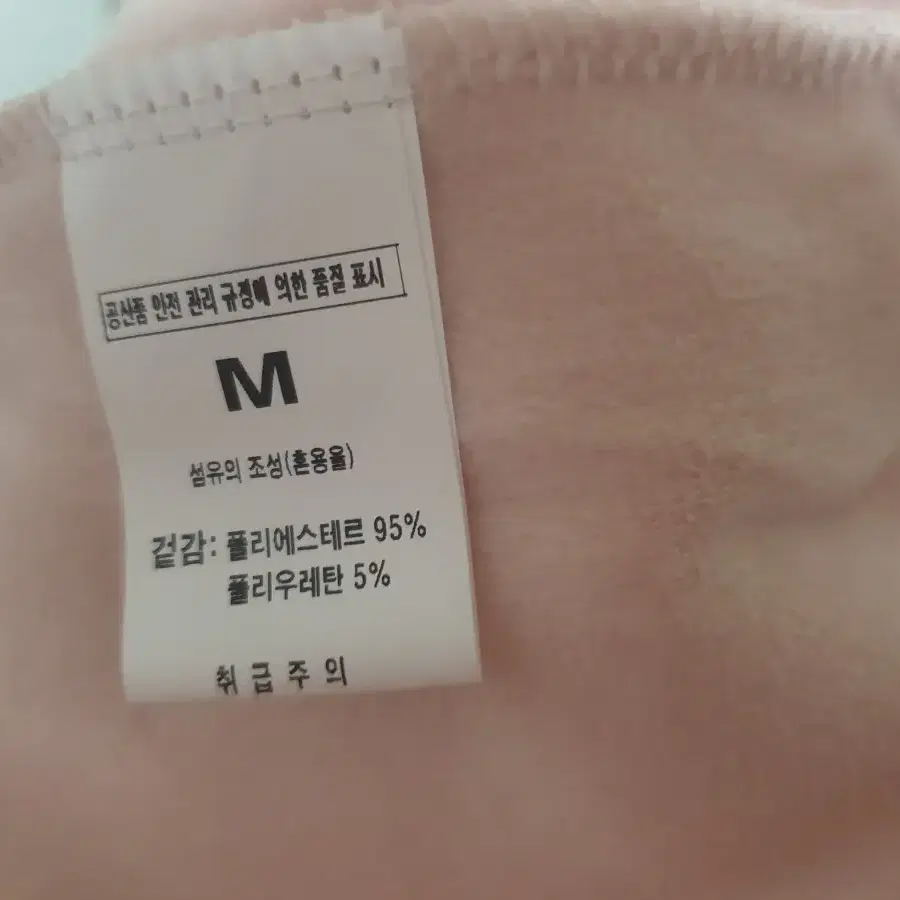 공산품 안전 관리 규정에 의한 품질 표시
M
섬유의 조성(혼용율)
겉감: 폴리에스테르 95%
폴리우레탄 5%
취급주의